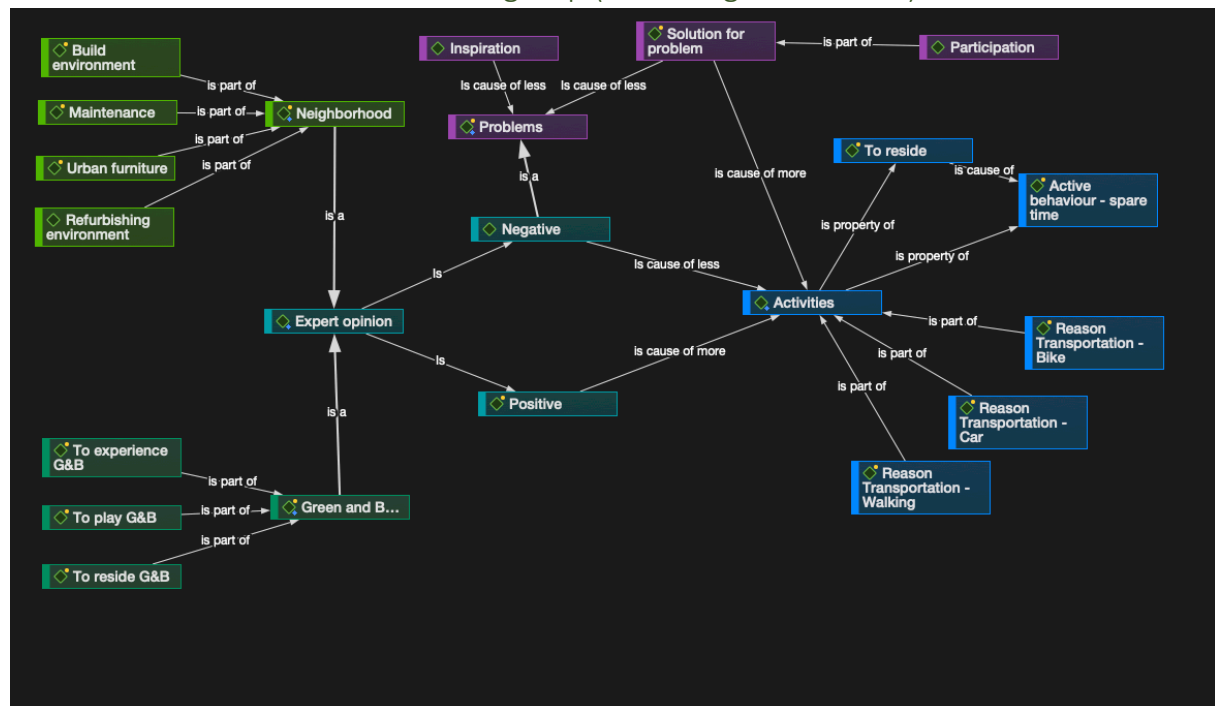 Build
environment
is part of
Maintenance
is part of
Neighborhood
is part of
Urban furniture
is part of
Refurbishing
environment
is a
Inspiration
Is cause of less
Solution for
problem
Is cause of less
is part of
Participation
Problems
is a
Negative
Is cause of less
is cause of more
To reside
is cause of
Active
behaviour - spare
time
is property of
is property of
Is
Expert opinion
Is
Positive
is cause of more
Activities
is part of
Reason
Transportation -
Bike
is part of
Reason
Transportation -
Car
is part of
Reason
Transportation -
Walking
is a
To experience
G&B
is part of
To play G&B
is part of
Green and B...
is part of
To reside G&B